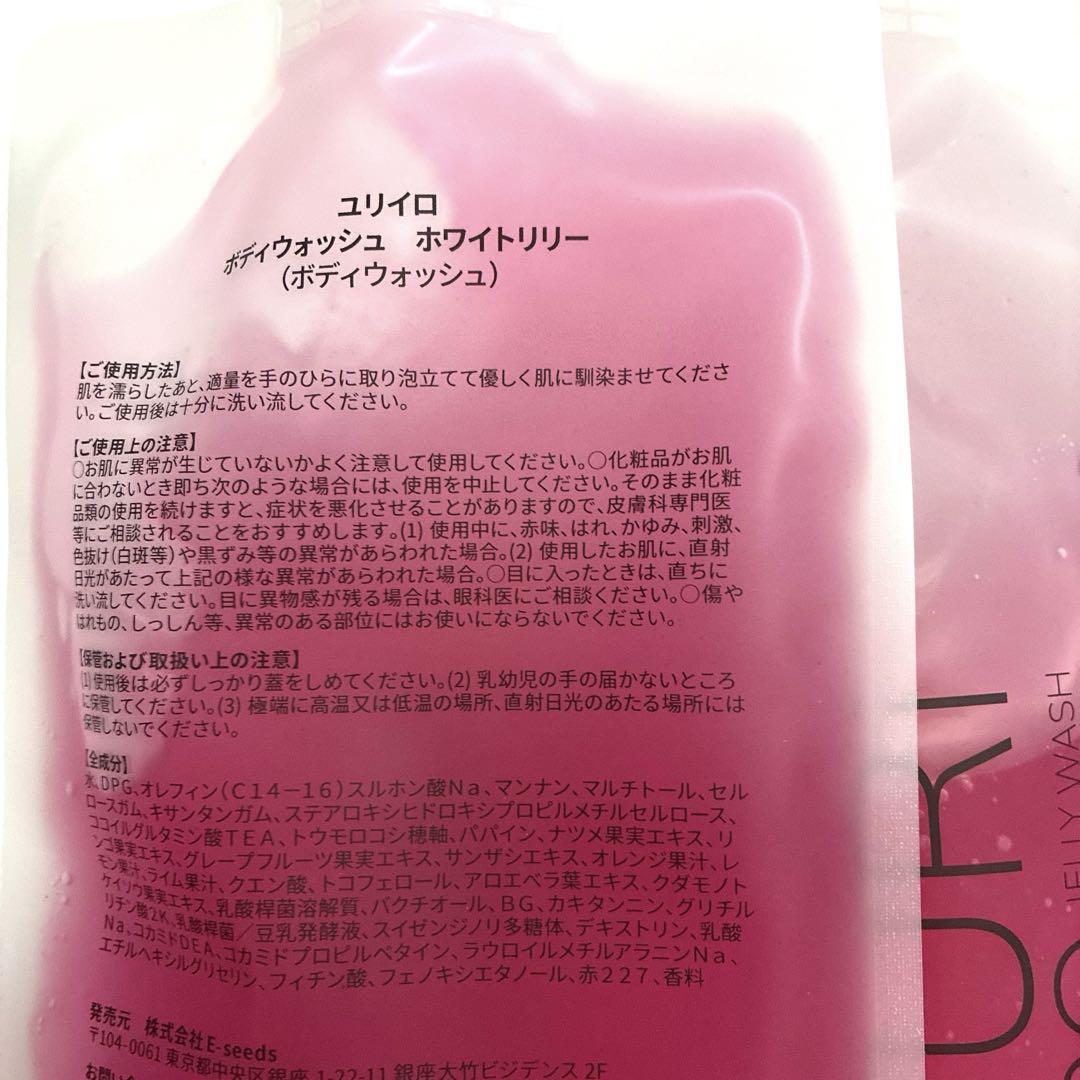 ユリイロ
ボディウォッシュ　ホワイトリリー
(ボディウォッシュ)
【ご使用方法】
肌を濡らしたあと、適量を手のひらに取り泡立てて優しく肌に馴染ませてくださ
い。ご使用後は十分に洗い流してください。
【ご使用上の注意】
○お肌に異常が生じていないかよく注意して使用してください。○化粧品がお肌
に合わないとき即ち次のような場合には、使用を中止してください。そのまま化粧
品類の使用を続けますと、症状を悪化させることがありますので、皮膚科専門医
等にご相談されることをおすすめします。(1) 使用中に、赤味、はれ、かゆみ、刺激、
色抜け(白斑等)や黒ずみ等の異常があらわれた場合。(2) 使用したお肌に、直射
日光があたって上記の様な異常があらわれた場合。○目に入ったときは、直ちに
洗い流してください。目に異物感が残る場合は、眼科医にご相談ください。○傷や
はれもの、しっしん等、異常のある部位にはお使いにならないでください。
【保管および取扱い上の注意】
(1) 使用後は必ずしっかり蓋をしめてください。(2) 乳幼児の手の届かないところ
に保管してください。(3) 極端に高温又は低温の場所、直射日光のあたる場所には
保管しないでください。
【全成分】
水、DPG、オレフィン(C14-16)スルホン酸Na、マンナン、マルチトール、セル
ロースガム、キサンタンガム、ステアロキシヒドロキシプロピルメチルセルロース、
ココイルグルタミン酸TEA、トウモロコシ穂軸、パパイン、ナツメ果実エキス、リ
ンゴ果実エキス、グレープフルーツ果実エキス、サンザシエキス、オレンジ果汁、レ
モン果汁、ライム果汁、クエン酸、トコフェロール、アロエベラ葉エキス、クダモノト
ケイソウ果実エキス、乳酸桿菌溶解質、バクチオール、BG、カキタンニン、グリチル
リチン酸2K、乳酸桿菌/豆乳発酵液、スイゼンジノリ多糖体、デキストリン、乳酸
Na、コカミドDEA、コカミドプロピルベタイン、ラウロイルメチルアラニンNa、
エチルヘキシルグリセリン、フィチン酸、フェノキシエタノール、赤227、香料
発売元　株式会社E-seeds
〒104-0061 東京都中央区銀座 1-22-11 銀座大竹ビジデンス 2F
お問い
URI
JELLY WASH